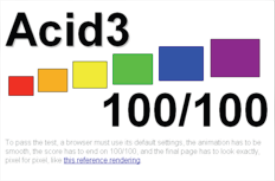 Acid3
100/100
To pass the test, a browser must use its default settings, the animation has to be
smooth, the score has to end on 100/100, and the final page has to look exactly,
pixel for pixel, like this reference rendering.